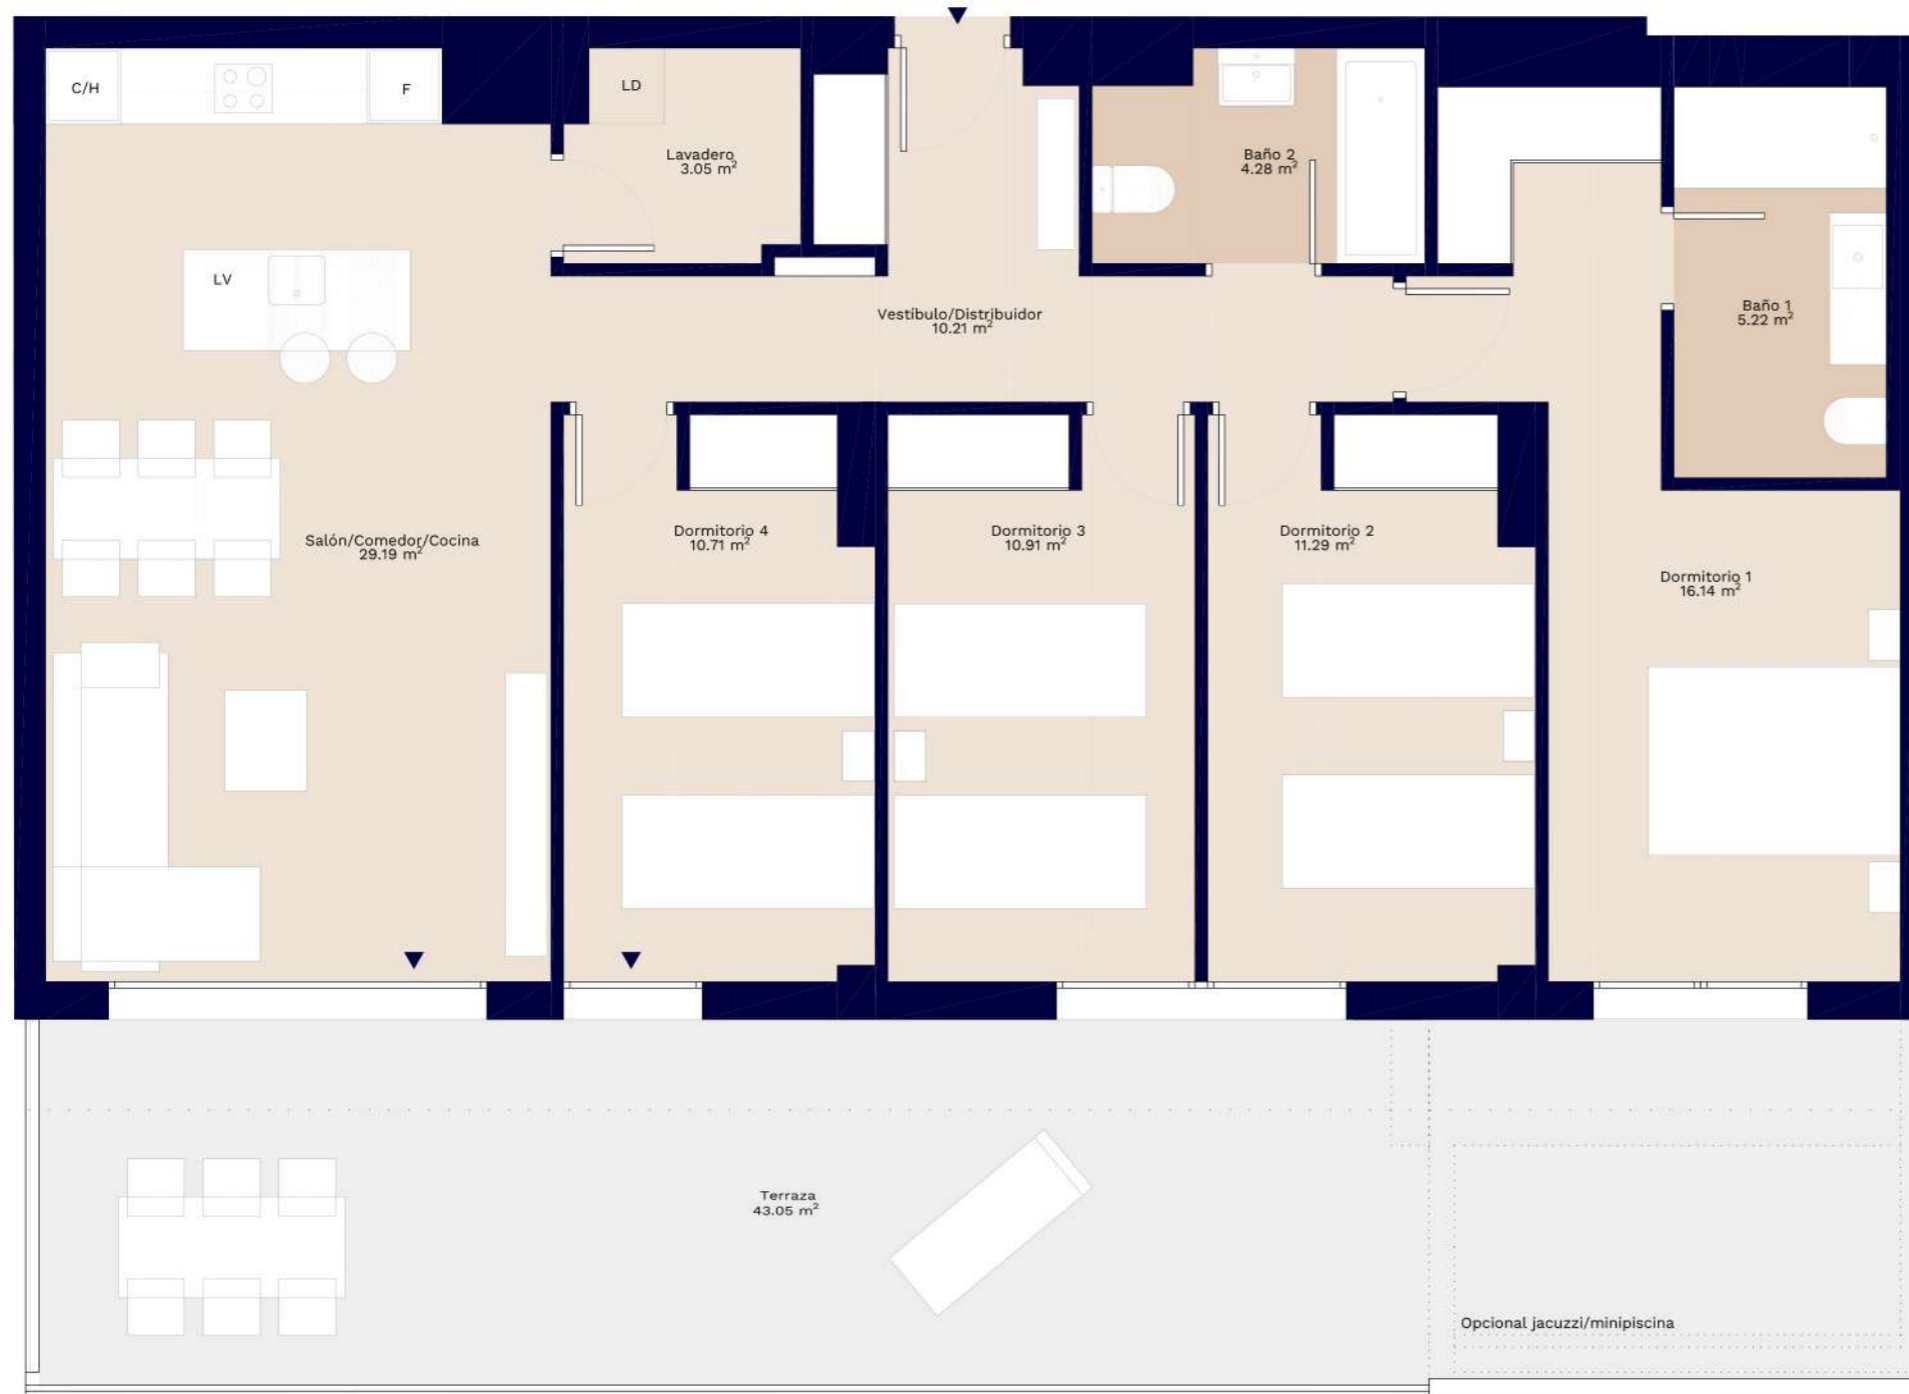 C/H
F
LD
Lavadero
3.05 m²
Baño 2
4.28 m²
LV
Vestíbulo/Distribuidor
10.21 m²
Baño 1
5.22 m²
Salón/Comedor/Cocina
29.19 m²
Dormitorio 4
10.71 m²
Dormitorio 3
10.91 m²
Dormitorio 2
11.29 m²
Dormitorio 1
16.14 m²
Terraza
43.05 m²
Opcional jacuzzi/minipiscina